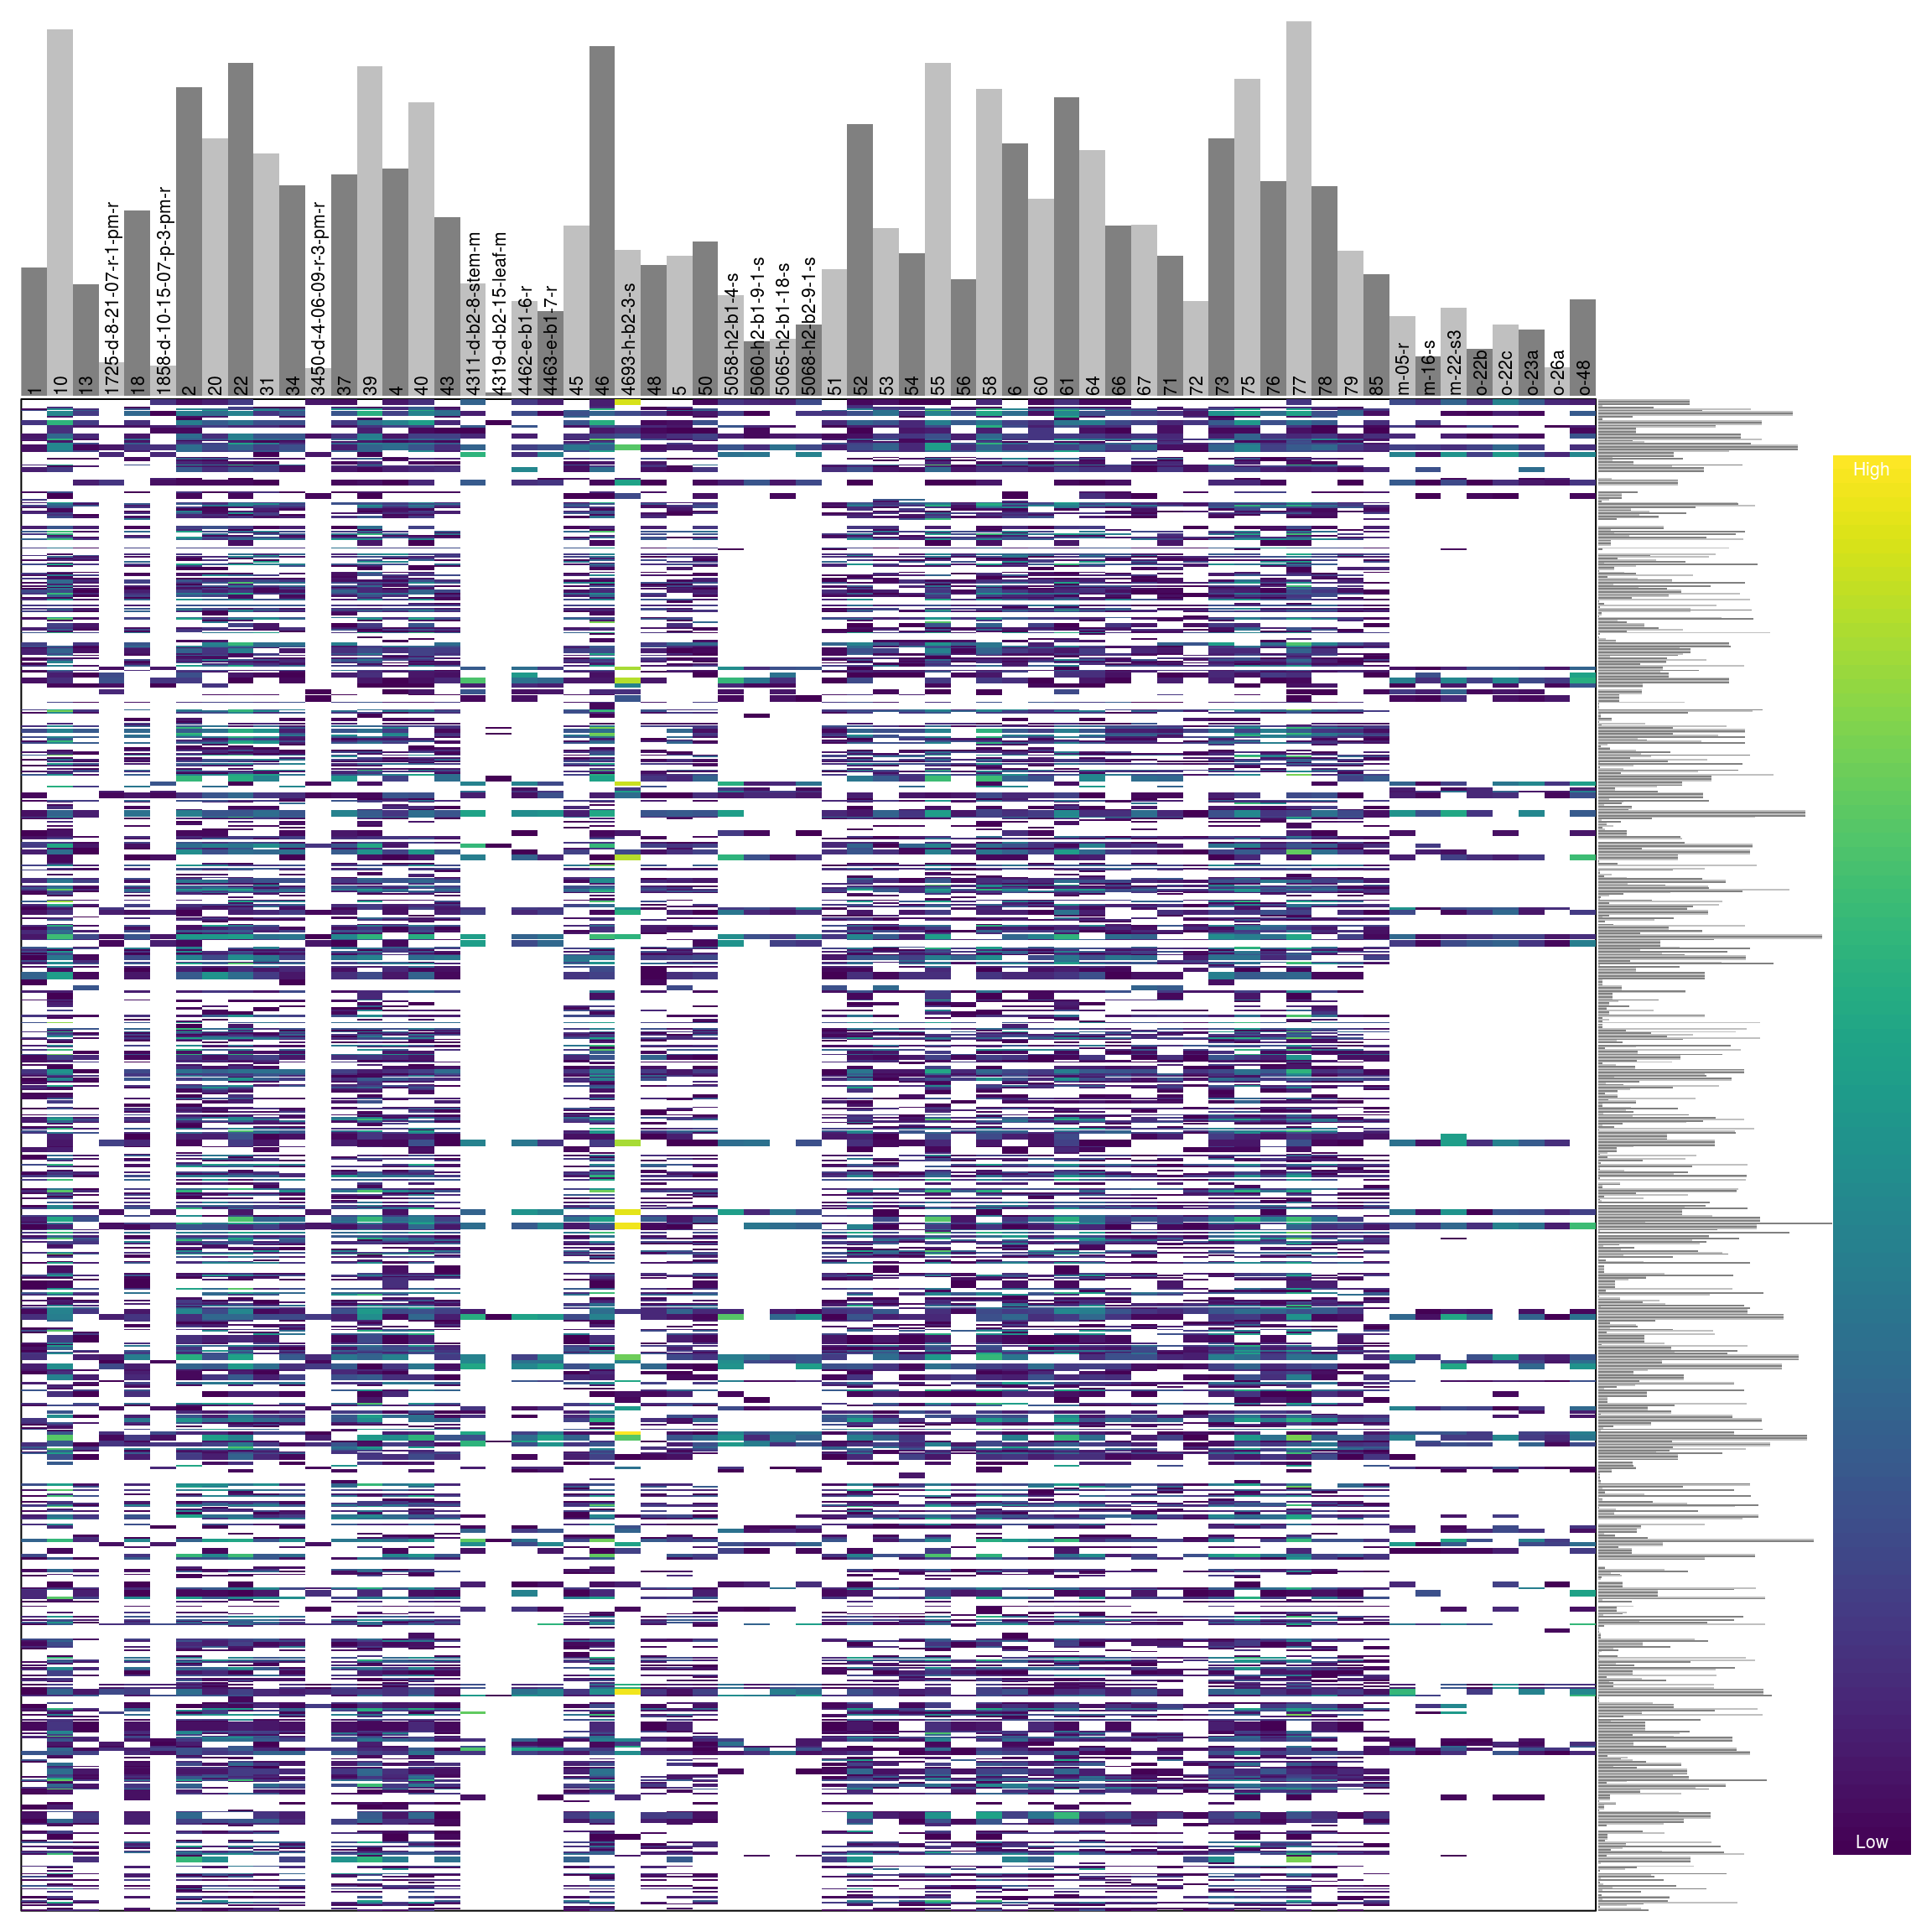 1
10
13
1725-d-8-21-07-r-1-pm-r
18
1858-d-10-15-07-p-3-pm-r
2
20
22
31
34
3450-d-4-06-09-r-3-pm-r
37
39
4
40
43
4311-d-b2-8-stem-m
4319-d-b2-15-leaf-m
4462-e-b1-6-r
4463-e-b1-7-r
45
46
4693-h-b2-3-s
48
5
50
5058-h2-b1-4-s
5060-h2-b1-9-1-s
5065-h2-b1-18-s
5068-h2-b2-9-1-s
51
52
53
54
55
56
58
6
60
61
64
66
67
71
72
73
75
76
77
78
79
85
m-05-r
m-16-s
m-22-s3
o-22b
o-22c
o-23a
o-26a
o-48
High
Low